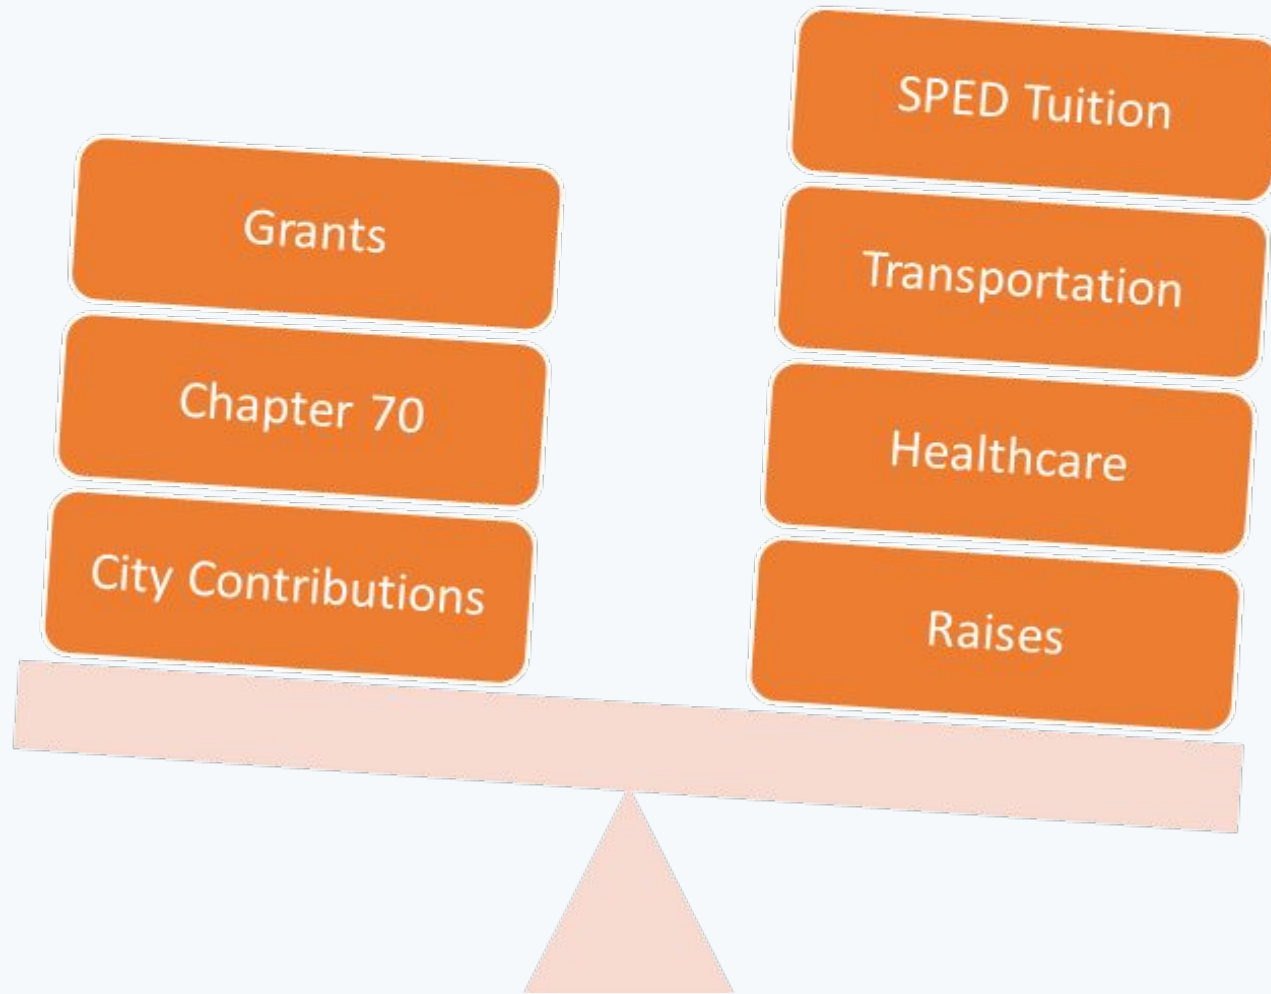 Grants
Chapter 70
City Contributions
SPED Tuition
Transportation
Healthcare
Raises